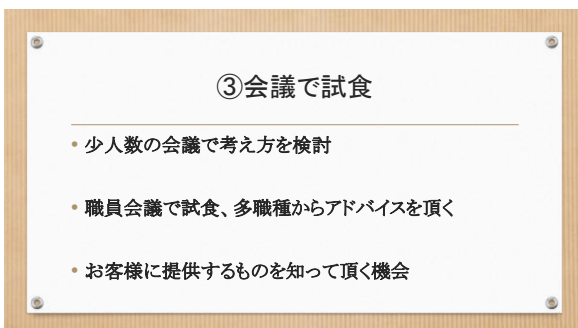 ③会議で試食
• 少人数の会議で考え方を検討
• 職員会議で試食、多職種からアドバイスを頂く
• お客様に提供するものを知って頂く機会